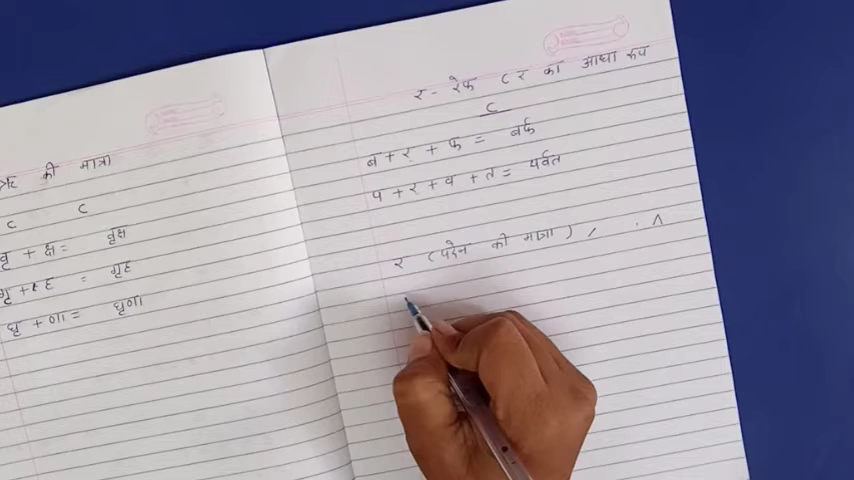 ऋ की मात्रा
c c
वृ + क्ष = वृक्ष
गृ + ह = गृह
घृ + णा = घृणा
र - रेफ c र का आधा रूप
c
ब + र + फ = बर्फ
प + र + व + त = पर्वत
र (पदेन की मात्रा) / . ^